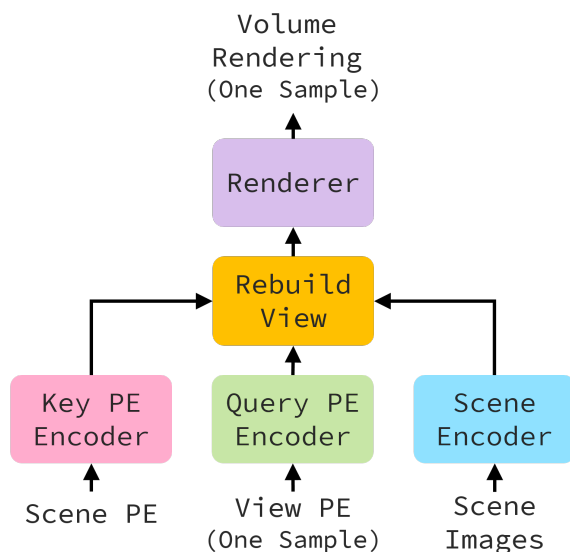 Volume
Rendering
(One Sample)
Renderer
Rebuild
View
Key PE
Encoder
Query PE
Encoder
Scene
Encoder
Scene PE
View PE
(One Sample)
Scene
Images